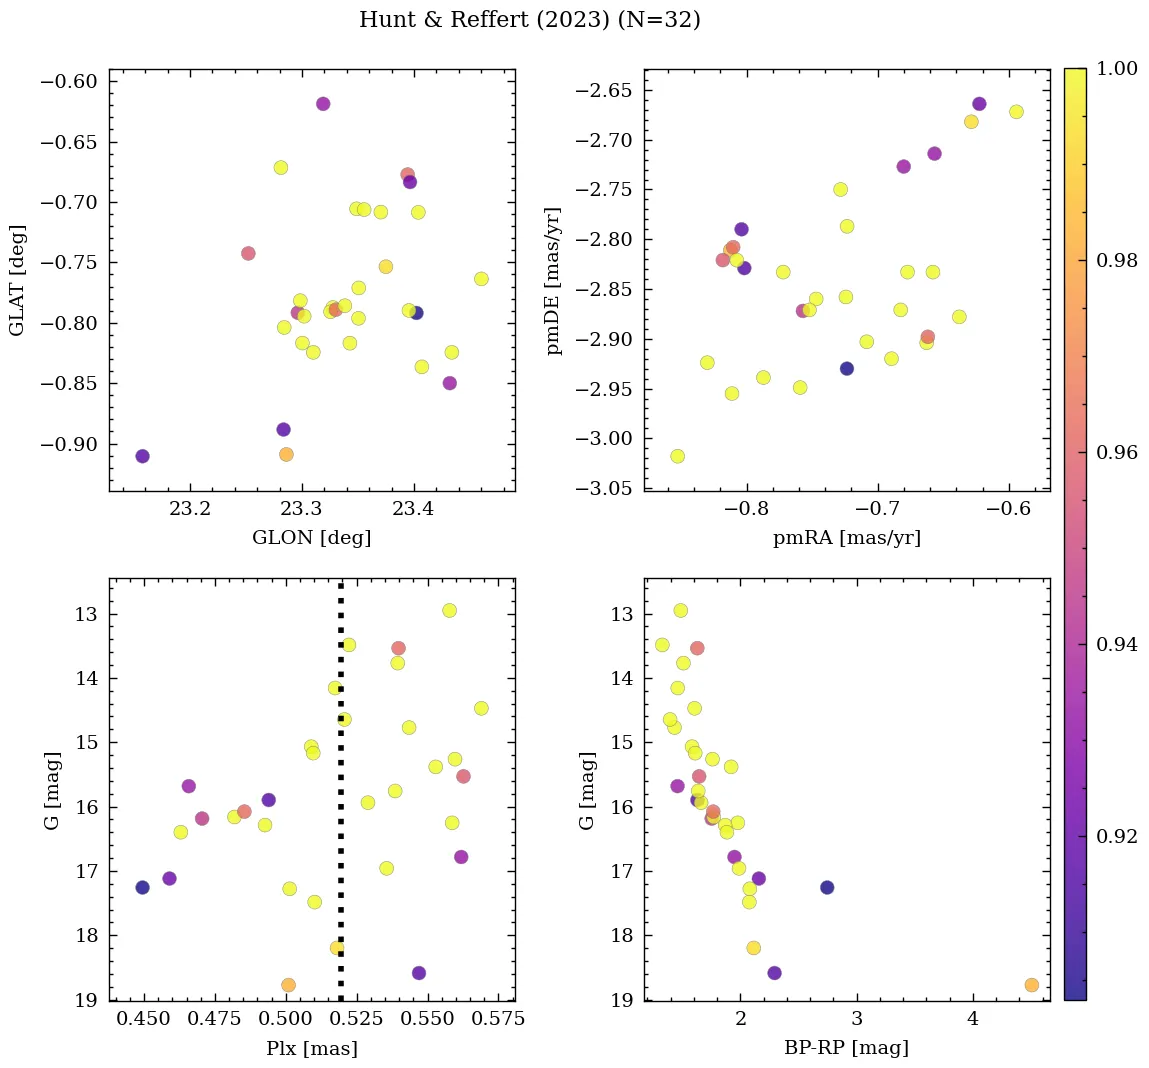 Hunt & Reffert (2023) (N=32)
−0.60
−0.65
−0.70
−0.75
−0.80
−0.85
−0.90
GLAT [deg]
23.2 23.3 23.4
GLON [deg]
−2.65
−2.70
−2.75
−2.80
−2.85
−2.90
−2.95
−3.00
−3.05
pmDE [mas/yr]
−0.8 −0.7 −0.6
pmRA [mas/yr]
1.00
0.98
0.96
0.94
0.92
13
14
15
16
17
18
19
G [mag]
0.450 0.475 0.500 0.525 0.550 0.575
Plx [mas]
13
14
15
16
17
18
19
G [mag]
2 3 4
BP-RP [mag]